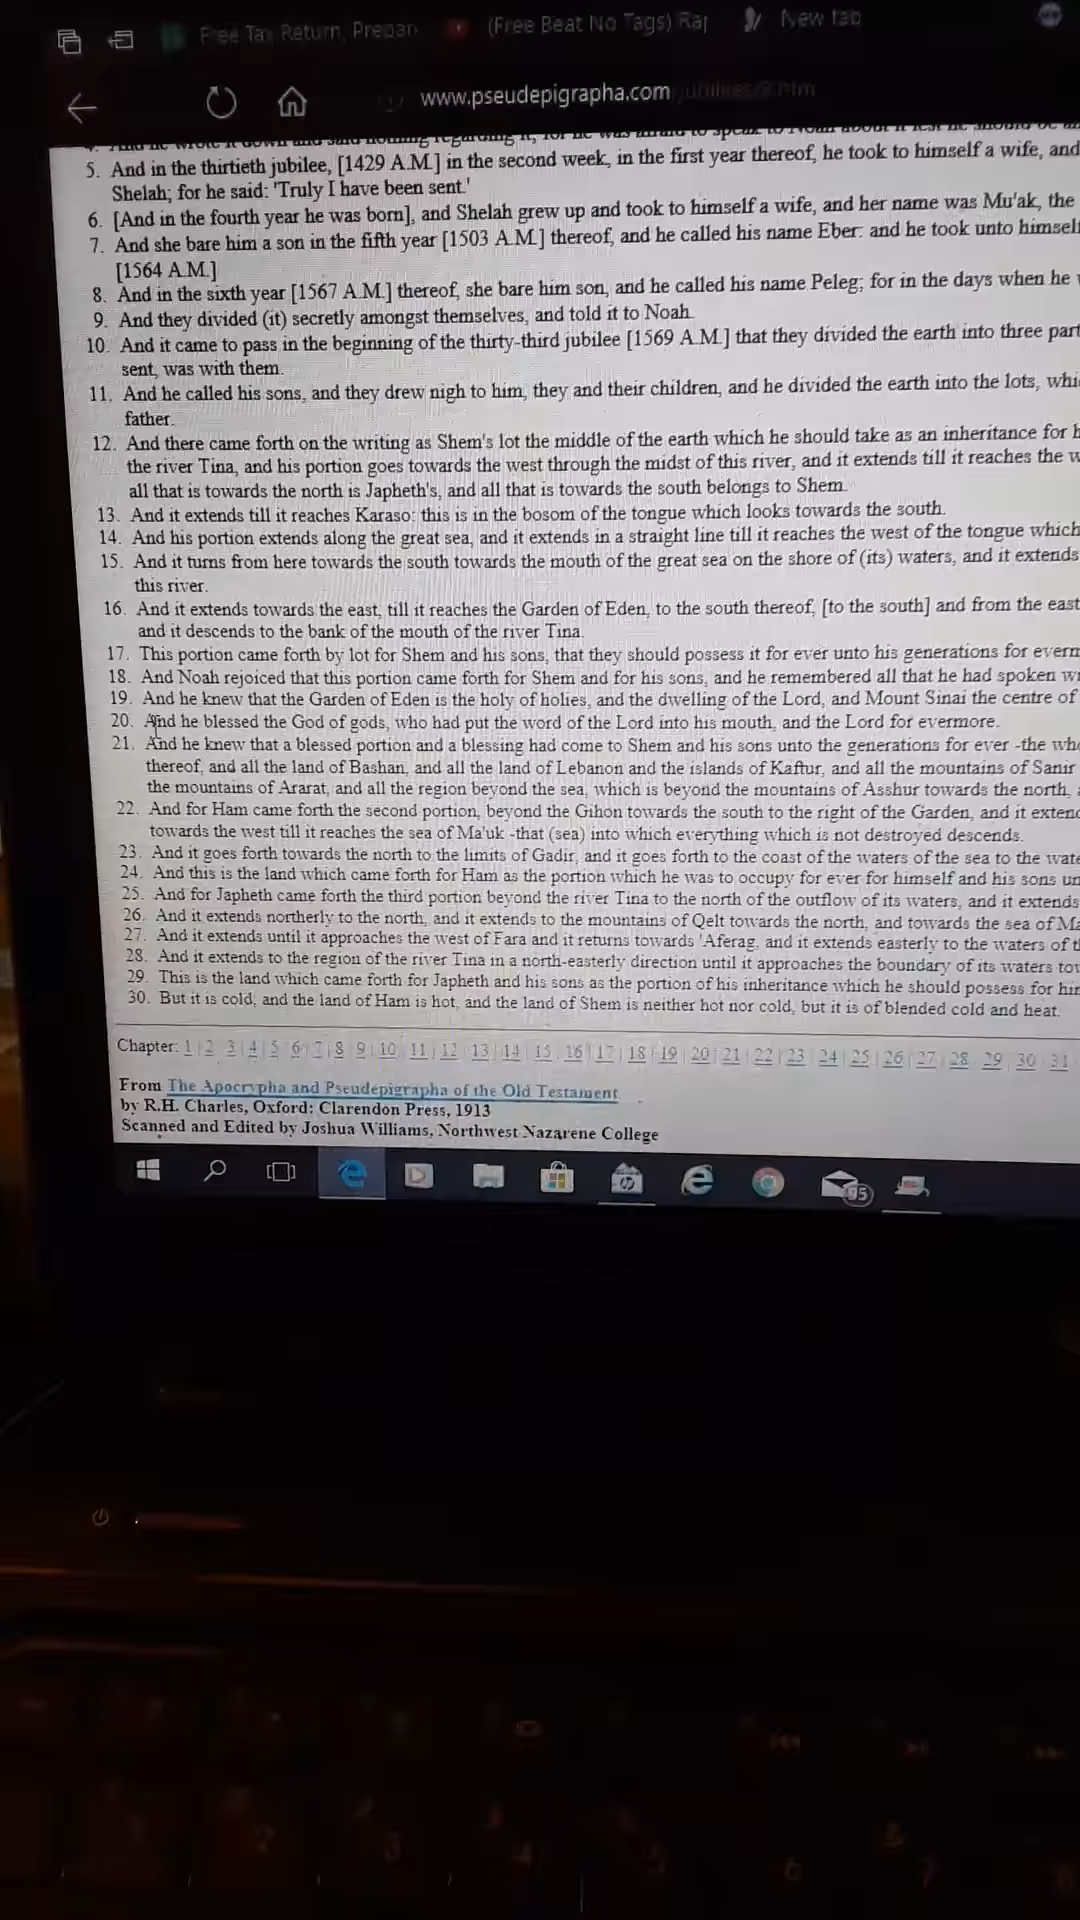 Free Tax Return, Prepar
(Free Beat No Tags) Raj
New tab
www.pseudepigrapha.com/jubilees/8.htm
4. And he wrote it down and said nothing regarding it; for he was afraid to speak to Noah about it lest he should be
5. And in the thirtieth jubilee, [1429 A.M.] in the second week, in the first year thereof, he took to himself a wife, and
Shelah; for he said: 'Truly I have been sent.'
6. [And in the fourth year he was born], and Shelah grew up and took to himself a wife, and her name was Mu'ak, the
7. And she bare him a son in the fifth year [1503 A.M.] thereof, and he called his name Eber: and he took unto himsel
[1564 A.M.]
8. And in the sixth year [1567 A.M.] thereof, she bare him son, and he called his name Peleg; for in the days when he
9. And they divided (it) secretly amongst themselves, and told it to Noah.
10. And it came to pass in the beginning of the thirty-third jubilee [1569 A.M.] that they divided the earth into three part
sent, was with them.
11. And he called his sons, and they drew nigh to him, they and their children, and he divided the earth into the lots, whi
father.
12. And there came forth on the writing as Shem's lot the middle of the earth which he should take as an inheritance for h
the river Tina, and his portion goes towards the west through the midst of this river, and it extends till it reaches the w
all that is towards the north is Japheth's, and all that is towards the south belongs to Shem.
13. And it extends till it reaches Karaso: this is in the bosom of the tongue which looks towards the south.
14. And his portion extends along the great sea, and it extends in a straight line till it reaches the west of the tongue which
15. And it turns from here towards the south towards the mouth of the great sea on the shore of (its) waters, and it extends
this river.
16. And it extends towards the east, till it reaches the Garden of Eden, to the south thereof, [to the south] and from the east
and it descends to the bank of the mouth of the river Tina.
17. This portion came forth by lot for Shem and his sons, that they should possess it for ever unto his generations for everm
18. And Noah rejoiced that this portion came forth for Shem and for his sons, and he remembered all that he had spoken wi
19. And he knew that the Garden of Eden is the holy of holies, and the dwelling of the Lord, and Mount Sinai the centre of
20. And he blessed the God of gods, who had put the word of the Lord into his mouth, and the Lord for evermore.
21. And he knew that a blessed portion and a blessing had come to Shem and his sons unto the generations for ever -the who
thereof, and all the land of Bashan, and all the land of Lebanon and the islands of Kaftur, and all the mountains of Sanir
the mountains of Ararat, and all the region beyond the sea, which is beyond the mountains of Asshur towards the north,
22. And for Ham came forth the second portion, beyond the Gihon towards the south to the right of the Garden, and it extend
towards the west till it reaches the sea of Ma'uk -that (sea) into which everything which is not destroyed descends.
23. And it goes forth towards the north to the limits of Gadir, and it goes forth to the coast of the waters of the sea to the wate
24. And this is the land which came forth for Ham as the portion which he was to occupy for ever for himself and his sons un
25. And for Japheth came forth the third portion beyond the river Tina to the north of the outflow of its waters, and it extends
26. And it extends northerly to the north, and it extends to the mountains of Qelt towards the north, and towards the sea of Ma
27. And it extends until it approaches the west of Fara and it returns towards 'Aferag, and it extends easterly to the waters of t
28. And it extends to the region of the river Tina in a north-easterly direction until it approaches the boundary of its waters tow
29. This is the land which came forth for Japheth and his sons as the portion of his inheritance which he should possess for him
30. But it is cold, and the land of Ham is hot, and the land of Shem is neither hot nor cold, but it is of blended cold and heat.
Chapter: 1 | 2 3 | 4 | 5 6 7 | 8 9 | 10 11 | 12 13 | 14 15 16 | 17 | 18 | 19 | 20 | 21 | 22 | 23 24 | 25 | 26 | 27 | 28 29 | 30 | 31
From The Apocrypha and Pseudepigrapha of the Old Testament
by R.H. Charles, Oxford: Clarendon Press, 1913
Scanned and Edited by Joshua Williams, Northwest Nazarene College
95